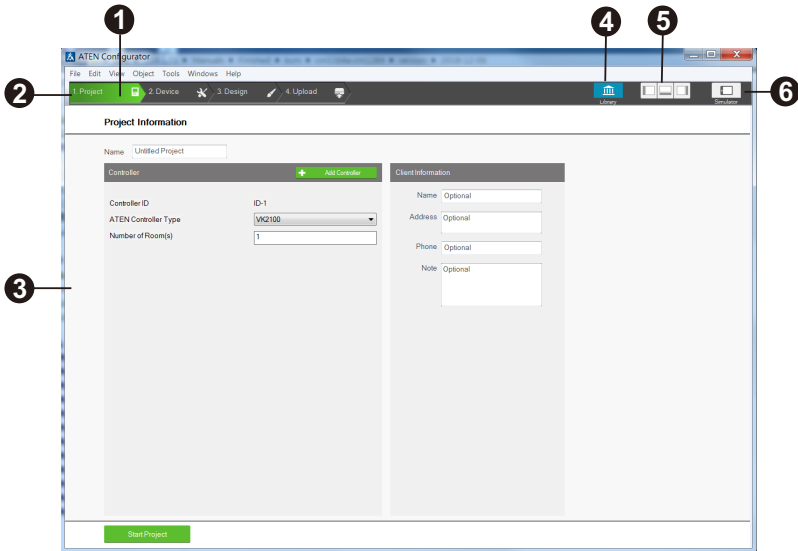 1
4
5
ATEN Configurator
File Edit View Object Tools Windows Help
2
1. Project 2. Device 3. Design 4. Upload
Library
Simulator
6
Project Information
Name Untitled Project
Controller
Add Controller
Client Information
Controller ID ID-1
ATEN Controller Type VK2100
Number of Room(s) 1
Name Optional
Address Optional
Phone Optional
Note Optional
3
Start Project